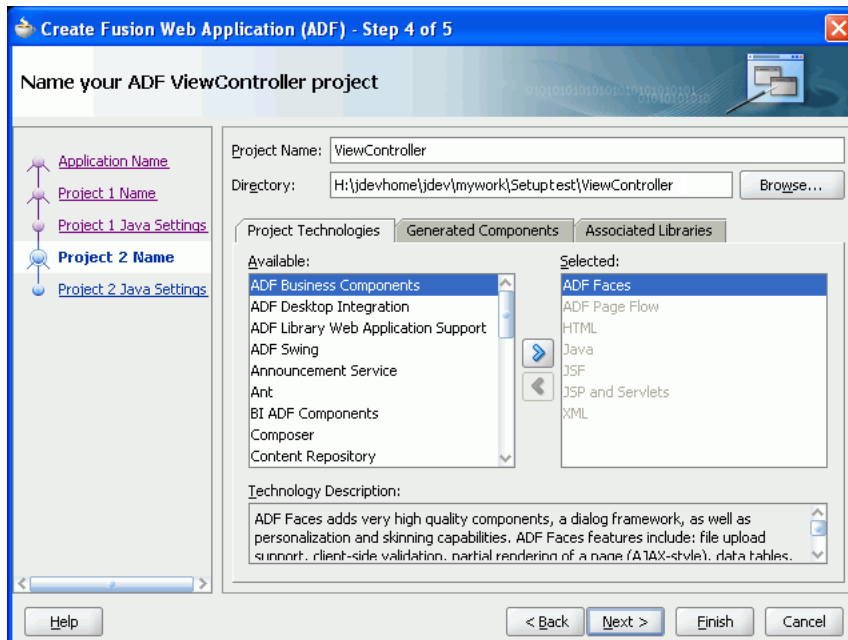 Create Fusion Web Application (ADF) - Step 4 of 5
Name your ADF ViewController project
Application Name
Project 1 Name
Project 1 Java Settings
Project 2 Name
Project 2 Java Settings
Project Name: ViewController
Directory: H:\jdevhome\jdev\mywork\Setuptest\ViewController Browse...
Project Technologies Generated Components Associated Libraries
Available:
ADF Business Components
ADF Desktop Integration
ADF Library Web Application Support
ADF Swing
Announcement Service
Ant
BI ADF Components
Composer
Content Repository
Selected:
ADF Faces
ADF Page Flow
HTML
Java
JSF
JSP and Servlets
XML
Technology Description:
ADF Faces adds very high quality components, a dialog framework, as well as
personalization and skinning capabilities. ADF Faces features include: file upload
support, client-side validation, partial rendering of a page (AJAX-style), data tables,
Help < Back Next > Finish Cancel